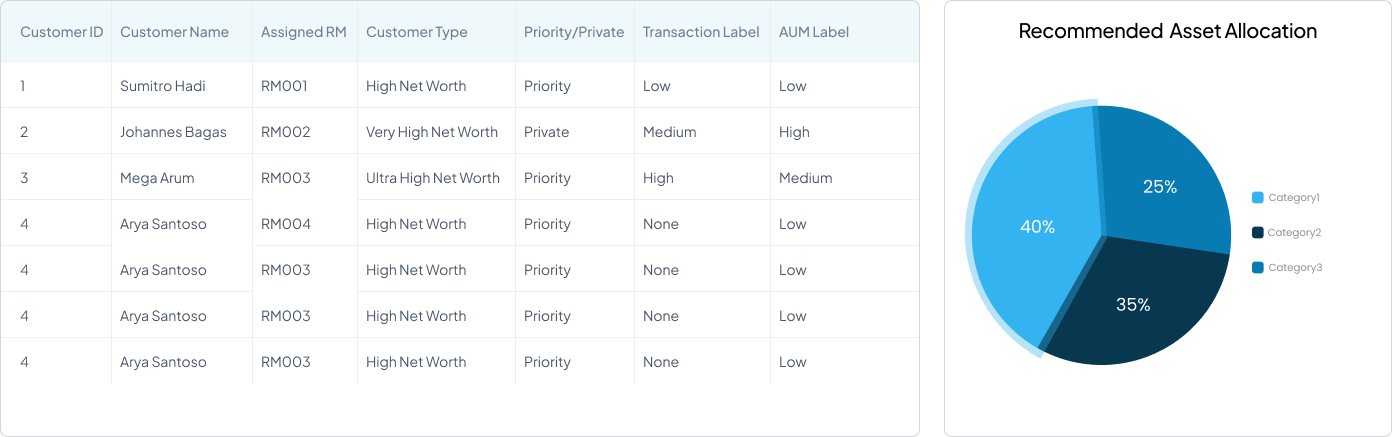 Customer ID Customer Name Assigned RM Customer Type Priority/Private Transaction Label AUM Label
1 Sumitro Hadi RM001 High Net Worth Priority Low Low
2 Johannes Bagas RM002 Very High Net Worth Private Medium High
3 Mega Arum RM003 Ultra High Net Worth Priority High Medium
4 Arya Santoso RM004 High Net Worth Priority None Low
4 Arya Santoso RM003 High Net Worth Priority None Low
4 Arya Santoso RM003 High Net Worth Priority None Low
4 Arya Santoso RM003 High Net Worth Priority None Low
Recommended Asset Allocation
25%
40%
35%
Category1
Category2
Category3